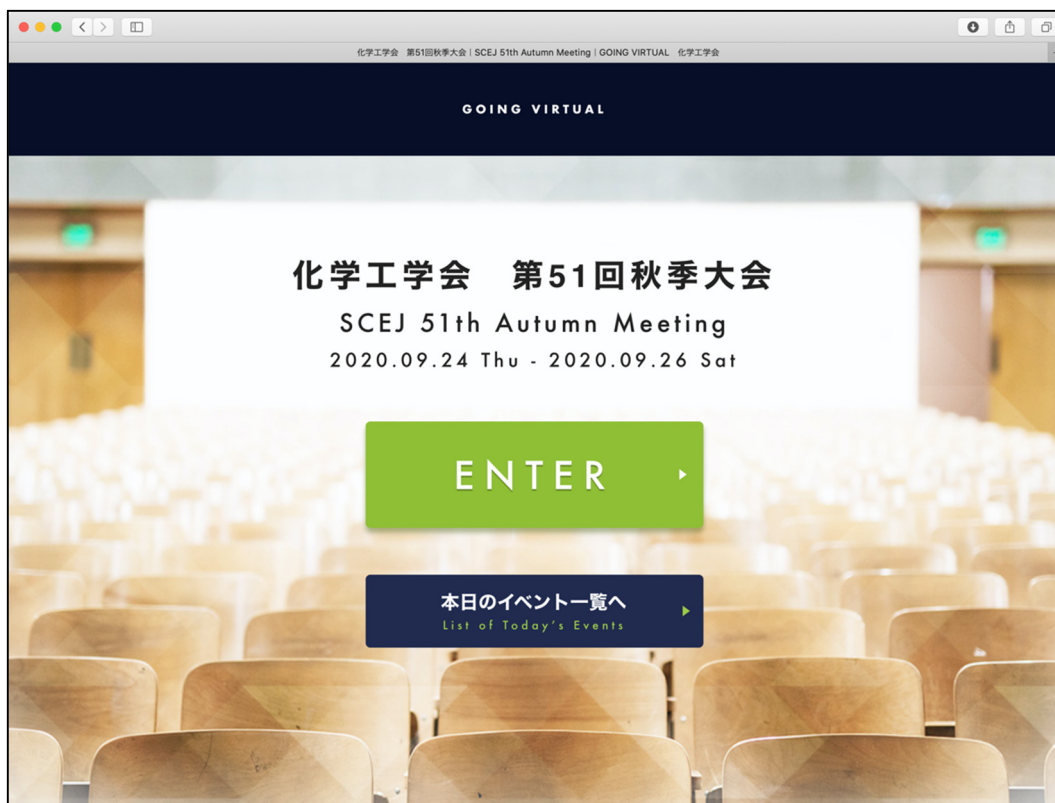 化学工学会　第51回秋季大会｜SCEJ 51th Autumn Meeting｜GOING VIRTUAL　化学工学会
GOING VIRTUAL
化学工学会　第51回秋季大会
SCEJ 51th Autumn Meeting
2020.09.24 Thu - 2020.09.26 Sat
ENTER
本日のイベント一覧へ
List of Today's Events